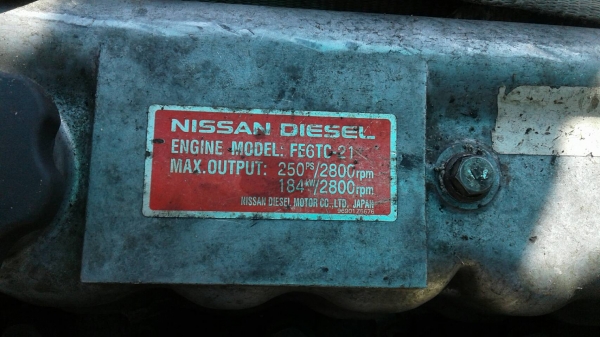 NISSAN DIESEL
ENGINE MODEL: FE6TC-21
MAX.OUTPUT: 250PS/2800rpm
184kW/2800rpm
NISSAN DIESEL MOTOR CO.,LTD. JAPAN